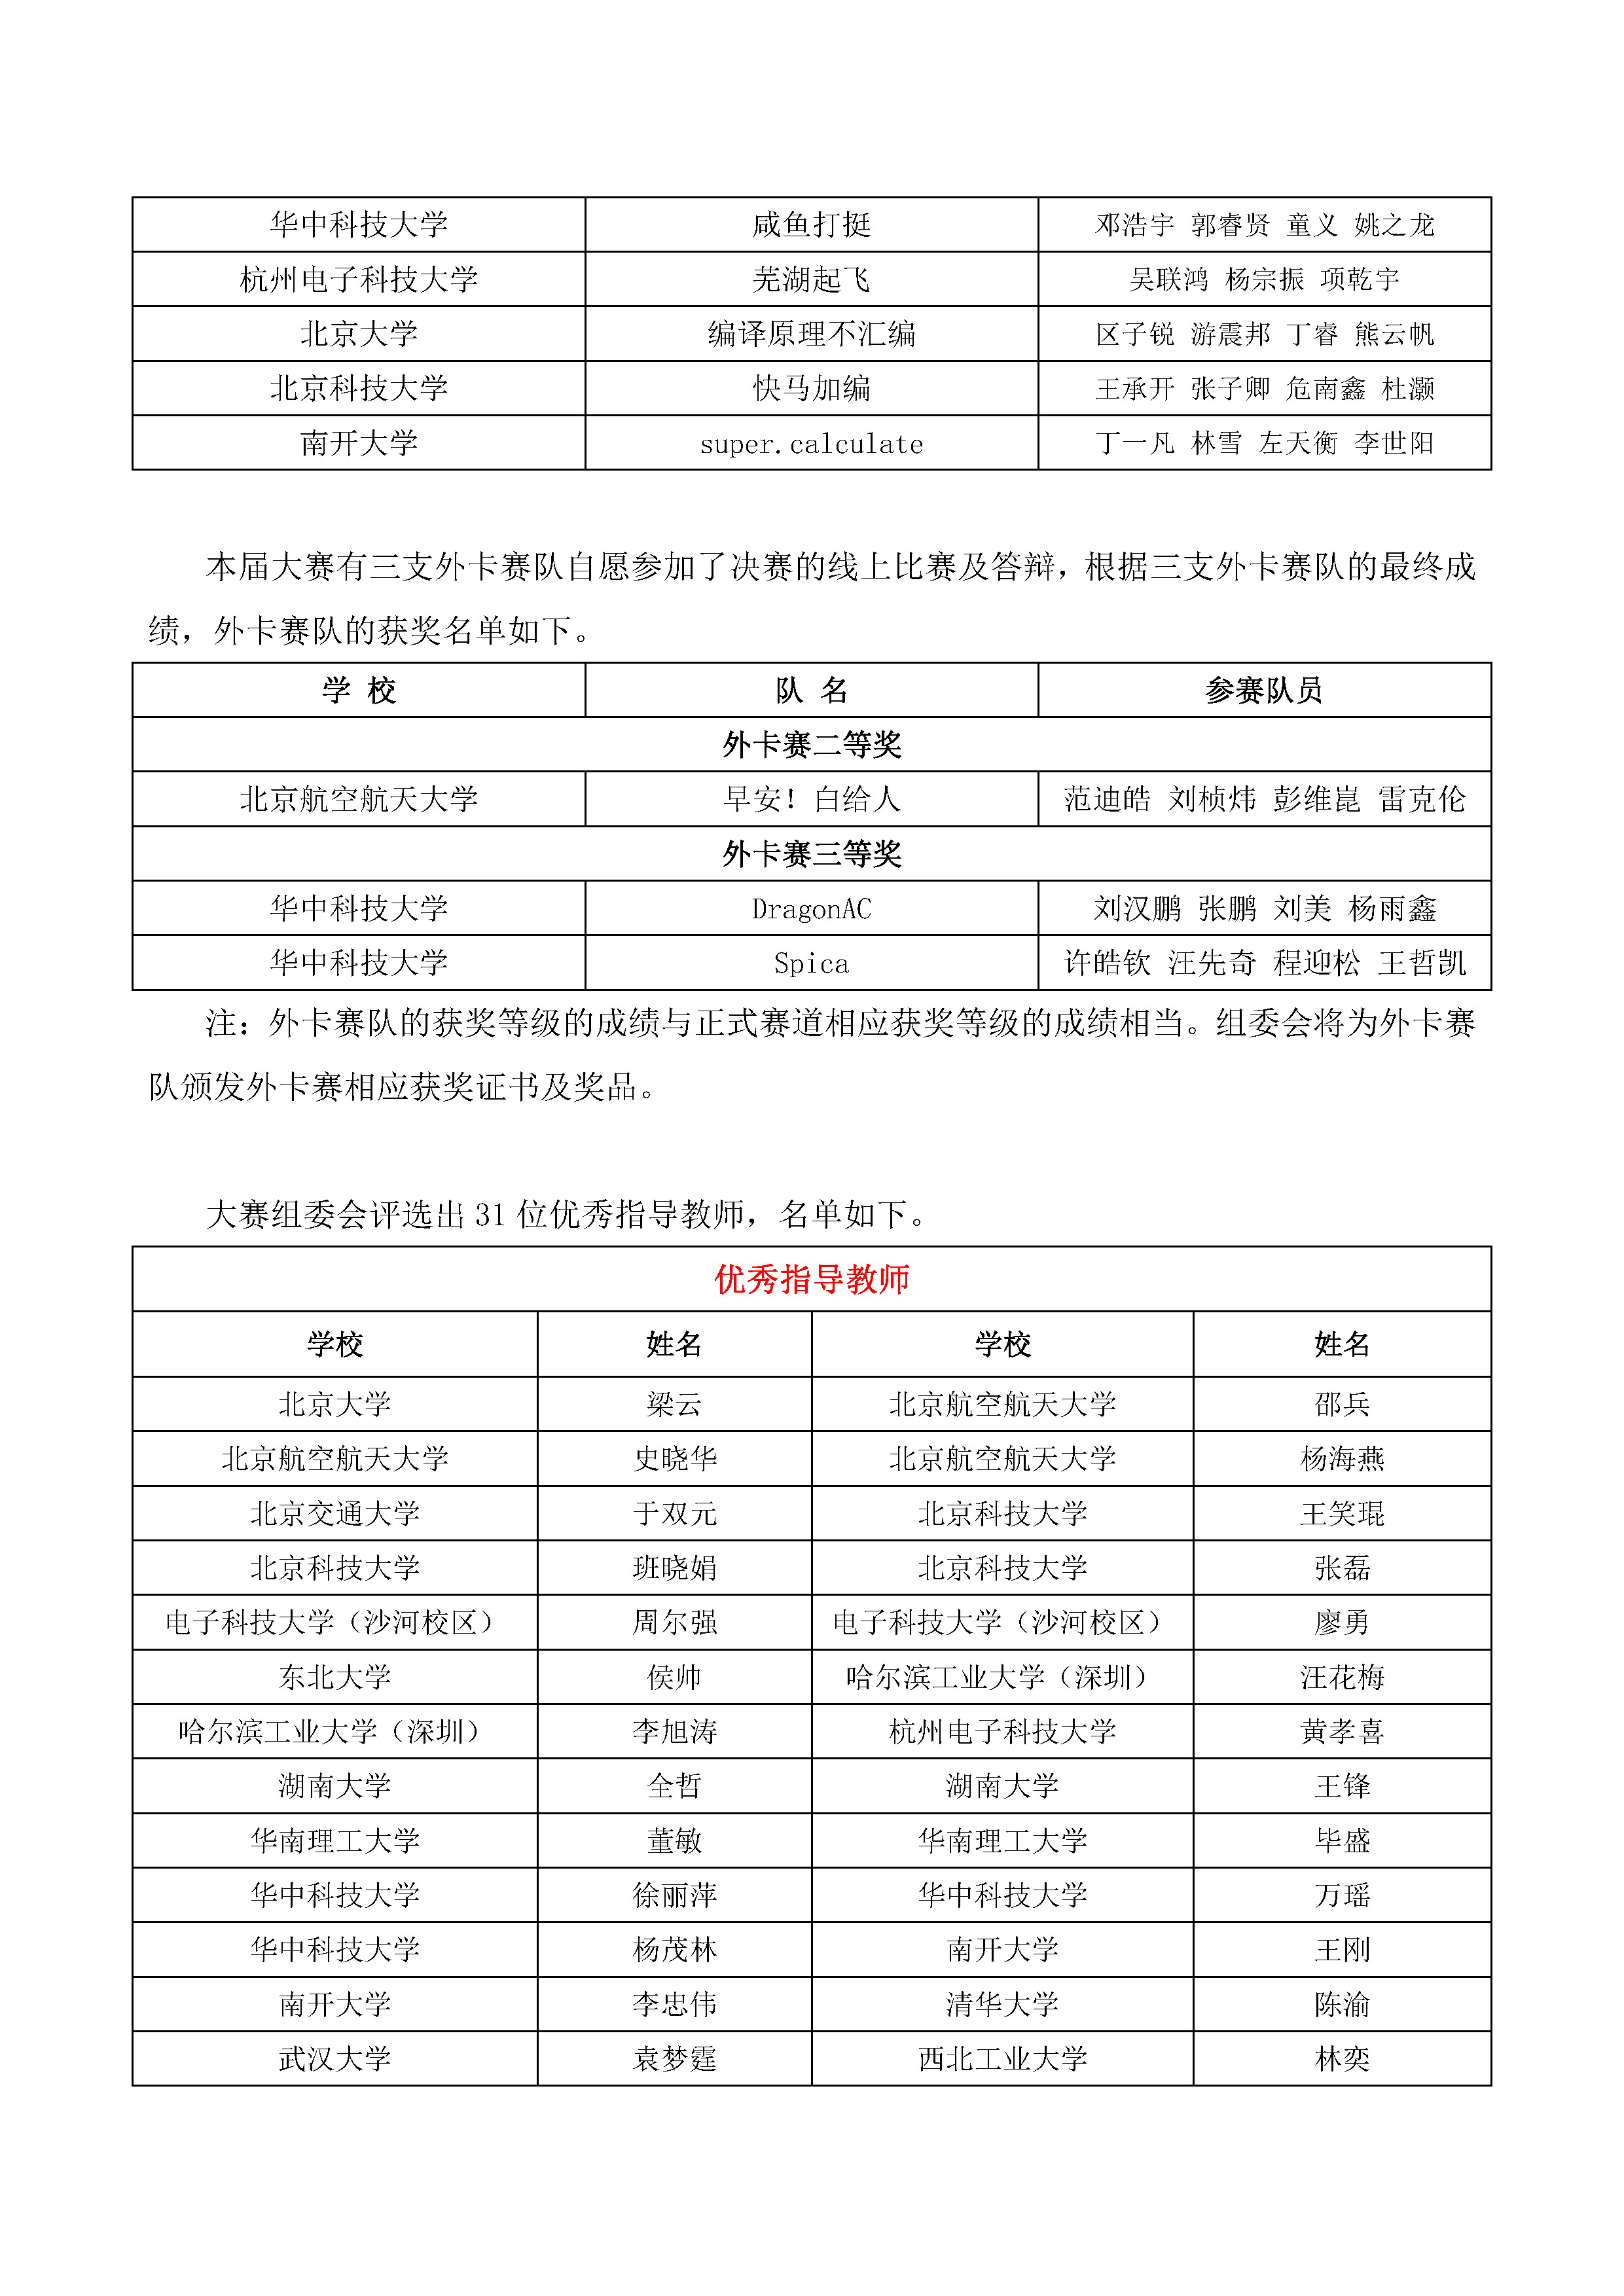 华中科技大学 咸鱼打挺 邓浩宇 郭睿贤 童义 姚之龙
杭州电子科技大学 芜湖起飞 吴联鸿 杨宗振 项乾宇
北京大学 编译原理不汇编 区子锐 游震邦 丁睿 熊云帆
北京科技大学 快马加编 王承开 张子卿 危南鑫 杜灏
南开大学 super.calculate 丁一凡 林雪 左天衡 李世阳
本届大赛有三支外卡赛队自愿参加了决赛的线上比赛及答辩，根据三支外卡赛队的最终成
绩，外卡赛队的获奖名单如下。
学 校 队 名 参赛队员
外卡赛二等奖
北京航空航天大学 早安！白给人 范迪皓 刘桢炜 彭维崑 雷克伦
外卡赛三等奖
华中科技大学 DragonAC 刘汉鹏 张鹏 刘美 杨雨鑫
华中科技大学 Spica 许皓钦 汪先奇 程迎松 王哲凯
注：外卡赛队的获奖等级的成绩与正式赛道相应获奖等级的成绩相当。组委会将为外卡赛
队颁发外卡赛相应获奖证书及奖品。
大赛组委会评选出 31 位优秀指导教师，名单如下。
优秀指导教师
学校 姓名 学校 姓名
北京大学 梁云 北京航空航天大学 邵兵
北京航空航天大学 史晓华 北京航空航天大学 杨海燕
北京交通大学 于双元 北京科技大学 王笑琨
北京科技大学 班晓娟 北京科技大学 张磊
电子科技大学（沙河校区） 周尔强 电子科技大学（沙河校区） 廖勇
东北大学 侯帅 哈尔滨工业大学（深圳） 汪花梅
哈尔滨工业大学（深圳） 李旭涛 杭州电子科技大学 黄孝喜
湖南大学 全哲 湖南大学 王锋
华南理工大学 董敏 华南理工大学 毕盛
华中科技大学 徐丽萍 华中科技大学 万瑶
华中科技大学 杨茂林 南开大学 王刚
南开大学 李忠伟 清华大学 陈渝
武汉大学 袁梦霆 西北工业大学 林奕